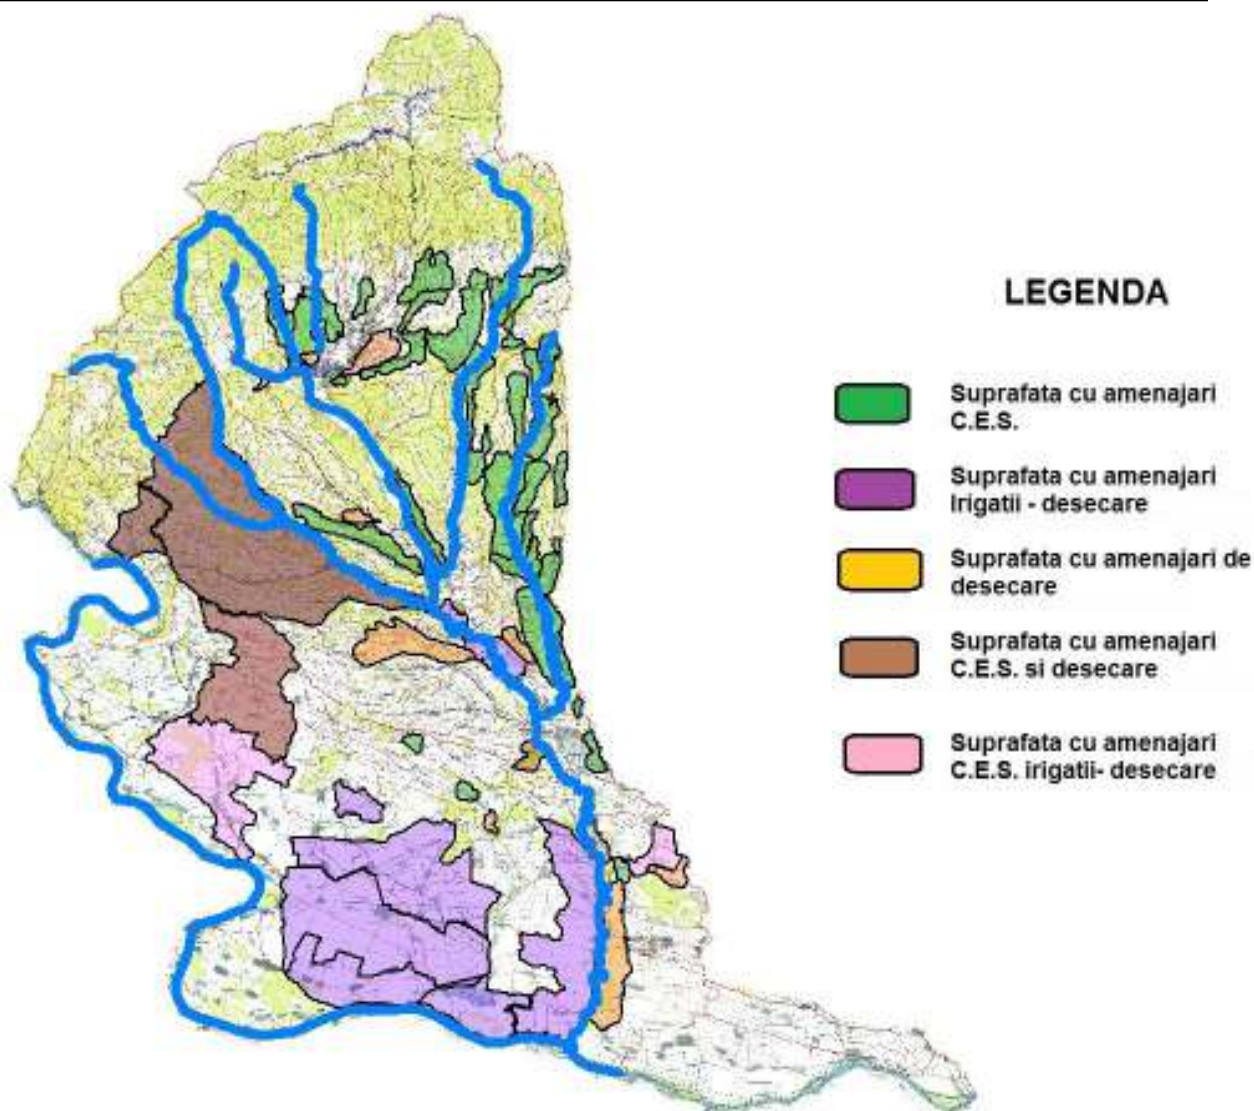 LEGENDA
Suprafata cu amenajari
C.E.S.
Suprafata cu amenajari
Irigatii - desecare
Suprafata cu amenajari de
desecare
Suprafata cu amenajari
C.E.S. si desecare
Suprafata cu amenajari
C.E.S. irigatii- desecare